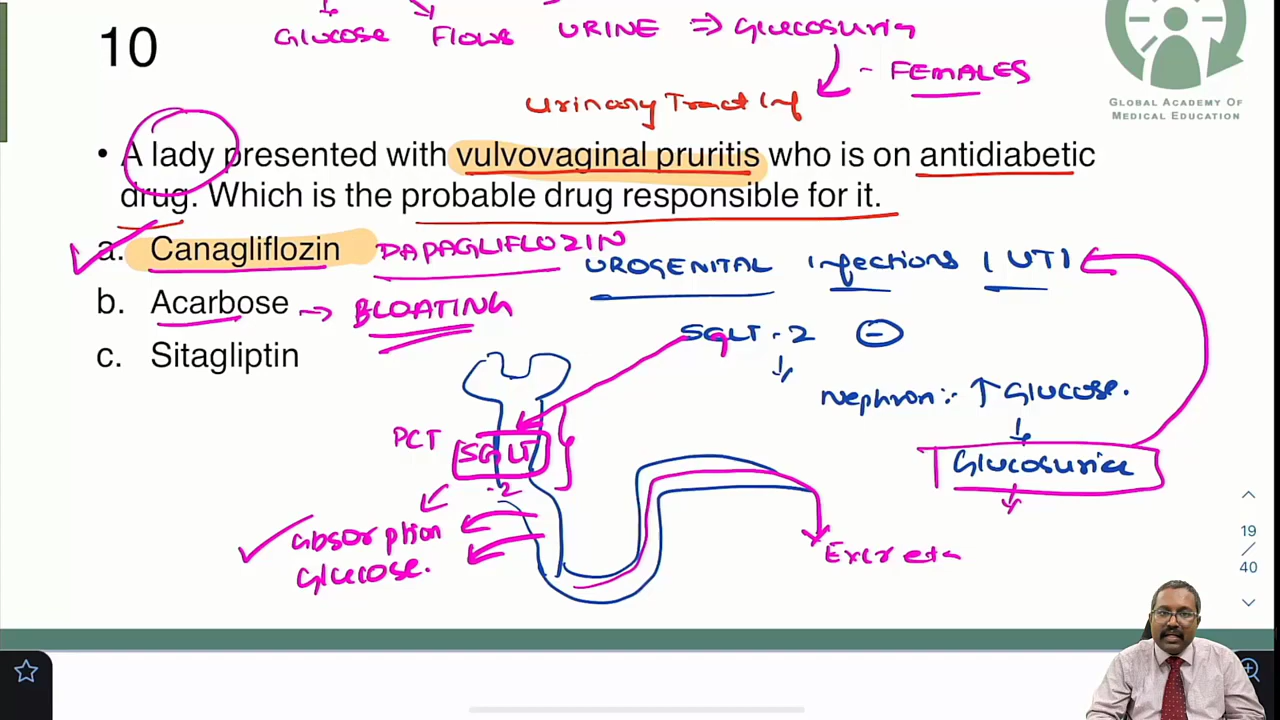 Glucose Flows URINE => Glucosuria
10
- FEMALES
Urinary Tract Inf
GLOBAL ACADEMY OF
MEDICAL EDUCATION
• A lady presented with vulvovaginal pruritis who is on antidiabetic
drug. Which is the probable drug responsible for it.
a. Canagliflozin DAPAGLIFLOZIN
UROGENITAL Infections (UTI)
b. Acarbose → BLOATING
SGLT-2 (-)
c. Sitagliptin
Nephron:- ↑ Glucose.
PCT
SGLT
-2
Glucosuria
absorption
Glucose.
Excreta
19
/
40